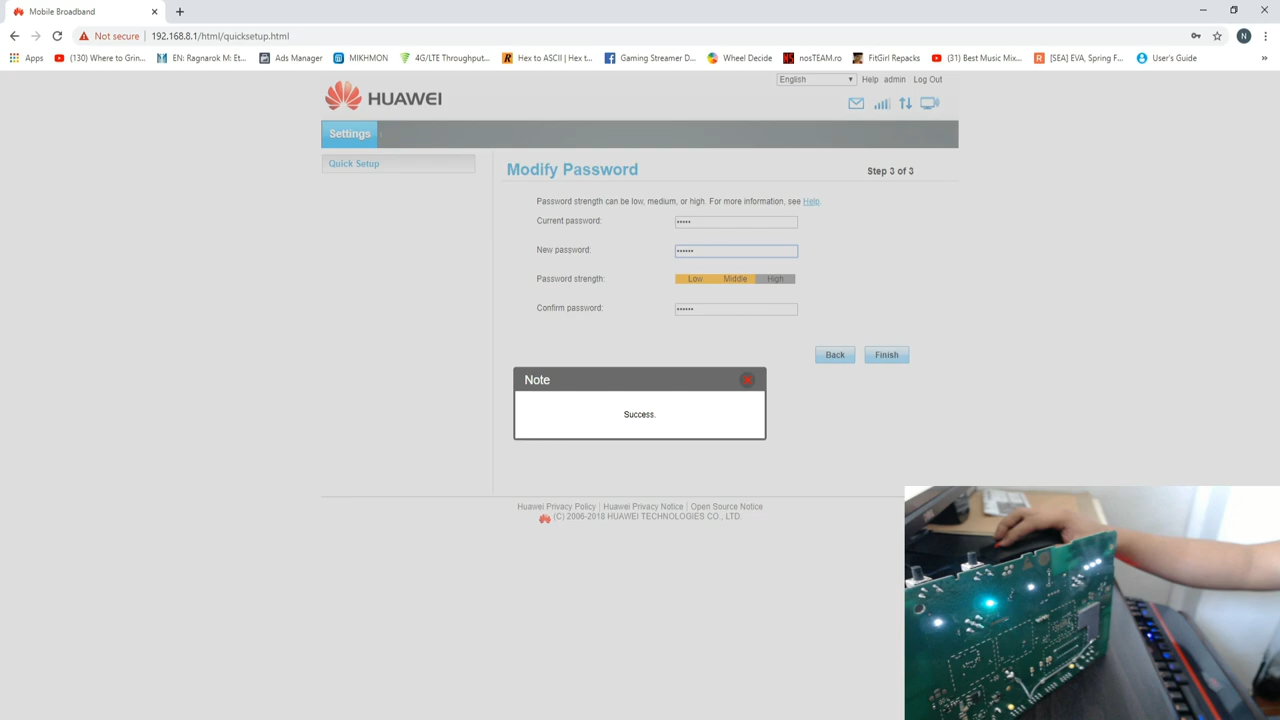 Mobile Broadband
Not secure 192.168.8.1/html/quicksetup.html N
Apps (130) Where to Grin... EN: Ragnarok M: Et... Ads Manager MIKHMON 4G/LTE Throughput... Hex to ASCII | Hex t... Gaming Streamer D... Wheel Decide nosTEAM.ro FitGirl Repacks (31) Best Music Mix... [SEA] EVA, Spring F... User's Guide »
English Help admin Log Out
HUAWEI
Settings
Quick Setup
Modify Password Step 3 of 3
Password strength can be low, medium, or high. For more information, see Help.
Current password: •••••
New password: ••••••
Password strength: Low Middle High
Confirm password: ••••••
Back Finish
Note
Success.
Huawei Privacy Policy | Huawei Privacy Notice | Open Source Notice
(C) 2006-2018 HUAWEI TECHNOLOGIES CO., LTD.